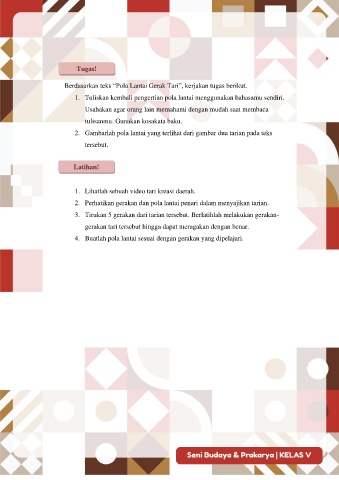 Tugas!
Berdasarkan teks “Pola Lantai Gerak Tari”, kerjakan tugas berikut.
1. Tuliskan kembali pengertian pola lantai menggunakan bahasamu sendiri.
Usahakan agar orang lain memahami dengan mudah saat membaca
tulisanmu. Gunakan kosakata baku.
2. Gambarlah pola lantai yang terlihat dari gambar dua tarian pada teks
tersebut.
Latihan!
1. Lihatlah sebuah video tari kreasi daerah.
2. Perhatikan gerakan dan pola lantai penari dalam menyajikan tarian.
3. Tirukan 5 gerakan dari tarian tersebut. Berlatihlah melakukan gerakan-
gerakan tari tersebut hingga dapat meragakan dengan benar.
4. Buatlah pola lantai sesuai dengan gerakan yang dipelajari.
Seni Budaya & Prakarya | KELAS V